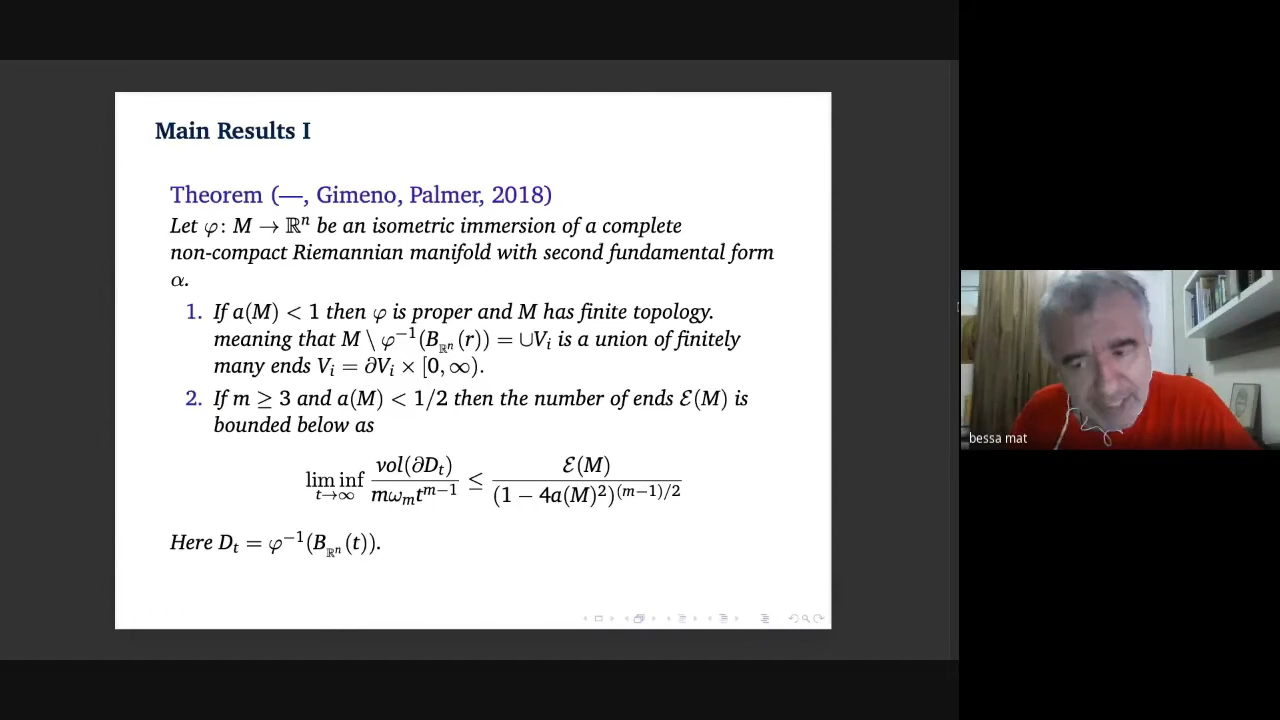 Main Results I
Theorem (—, Gimeno, Palmer, 2018)
Let φ: M → ℝⁿ be an isometric immersion of a complete
non-compact Riemannian manifold with second fundamental form
α.
1. If a(M) < 1 then φ is proper and M has finite topology.
meaning that M \ φ⁻¹(B_{ℝⁿ}(r)) = ∪V_i is a union of finitely
many ends V_i = ∂V_i × [0, ∞).
2. If m ≥ 3 and a(M) < 1/2 then the number of ends ℰ(M) is
bounded below as
lim inf_{t→∞} vol(∂D_t) / (mω_m t^{m−1}) ≤ ℰ(M) / (1 − 4a(M)²)^{(m−1)/2}
Here D_t = φ⁻¹(B_{ℝⁿ}(t)).
bessa mat